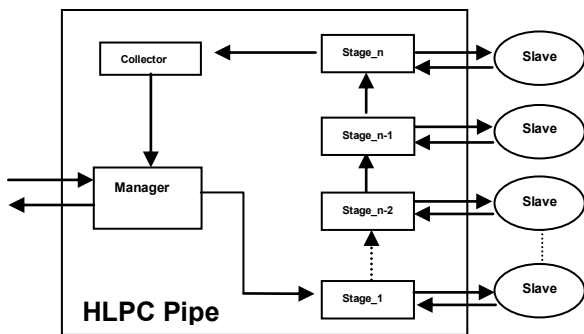 Stage_n
Slave
Collector
Stage_n-1
Slave
Manager
Stage_n-2
Slave
Stage_1
Slave
HLPC Pipe